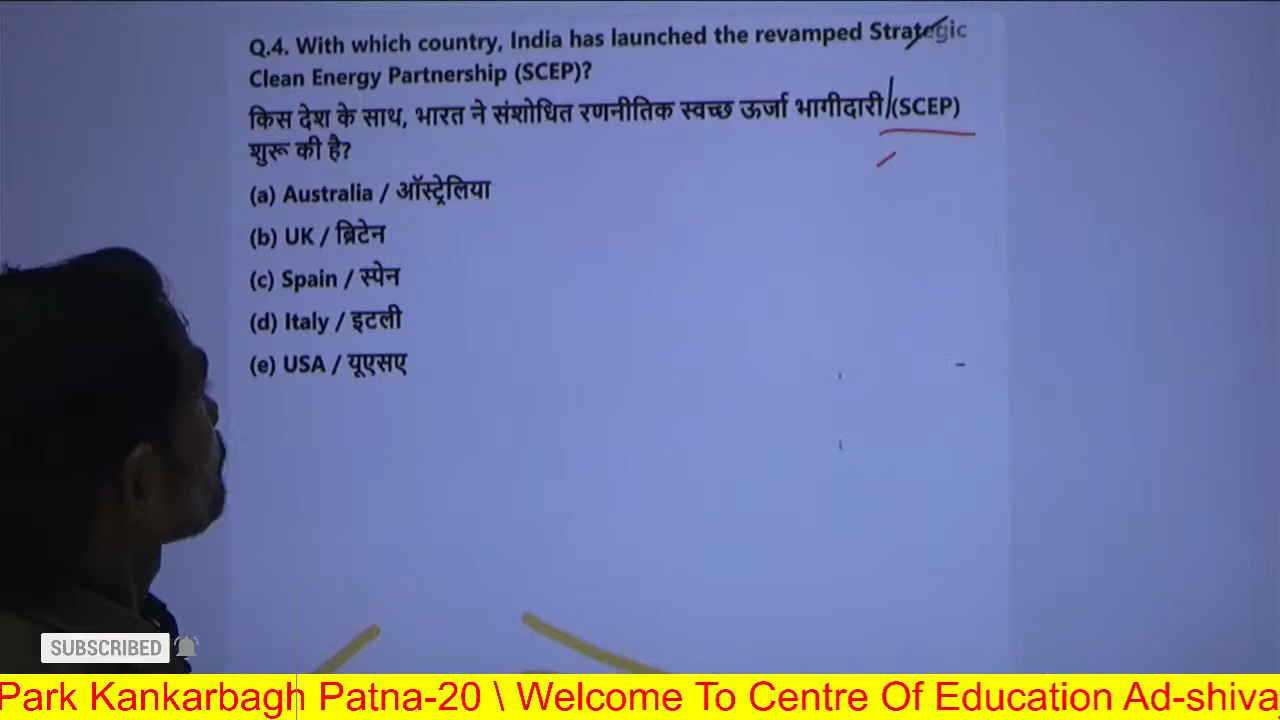 Q.4. With which country, India has launched the revamped Strategic
Clean Energy Partnership (SCEP)?
किस देश के साथ, भारत ने संशोधित रणनीतिक स्वच्छ ऊर्जा भागीदारी (SCEP)
शुरू की है?
(a) Australia / ऑस्ट्रेलिया
(b) UK / ब्रिटेन
(c) Spain / स्पेन
(d) Italy / इटली
(e) USA / यूएसए
SUBSCRIBED
Park Kankarbagh Patna-20 \ Welcome To Centre Of Education Ad-shiva